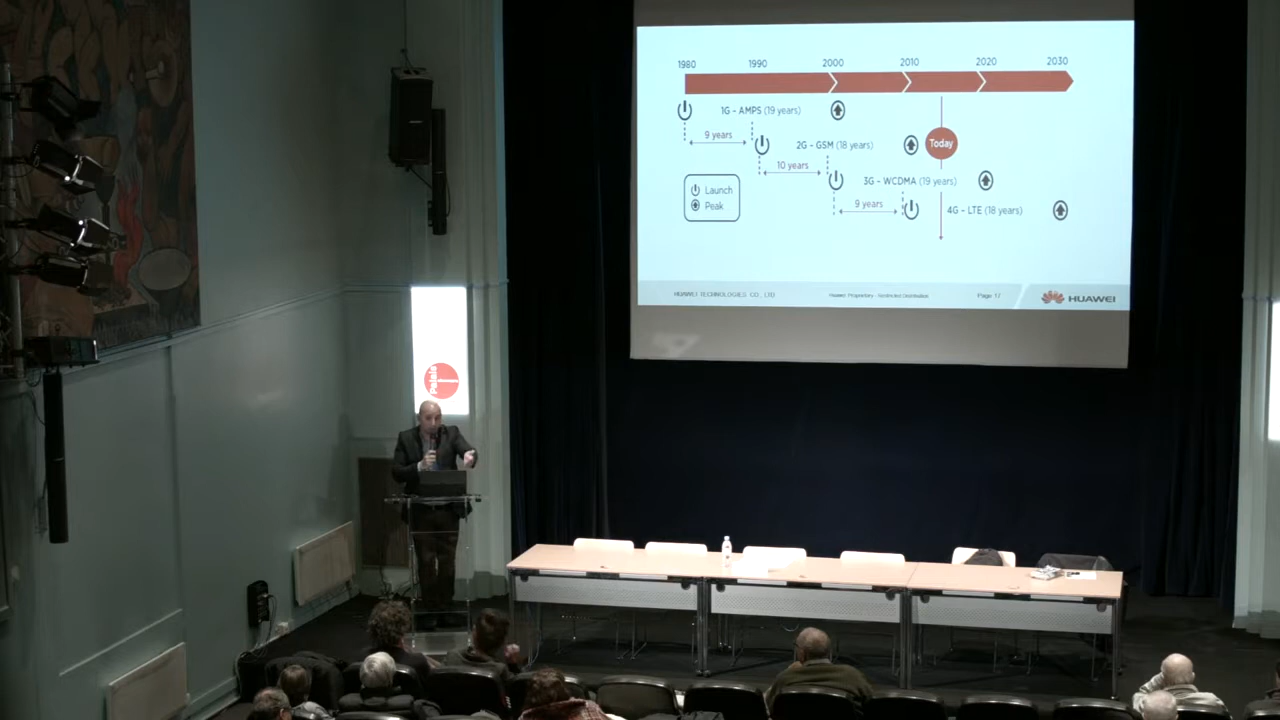 1980 1990 2000 2010 2020 2030
1G - AMPS (19 years)
9 years
2G - GSM (18 years)
Today
10 years
3G - WCDMA (19 years)
Launch
Peak
9 years
4G - LTE (18 years)
HUAWEI TECHNOLOGIES CO., LTD.
Huawei Proprietary - Restricted Distribution
Page 17
HUAWEI
Palais